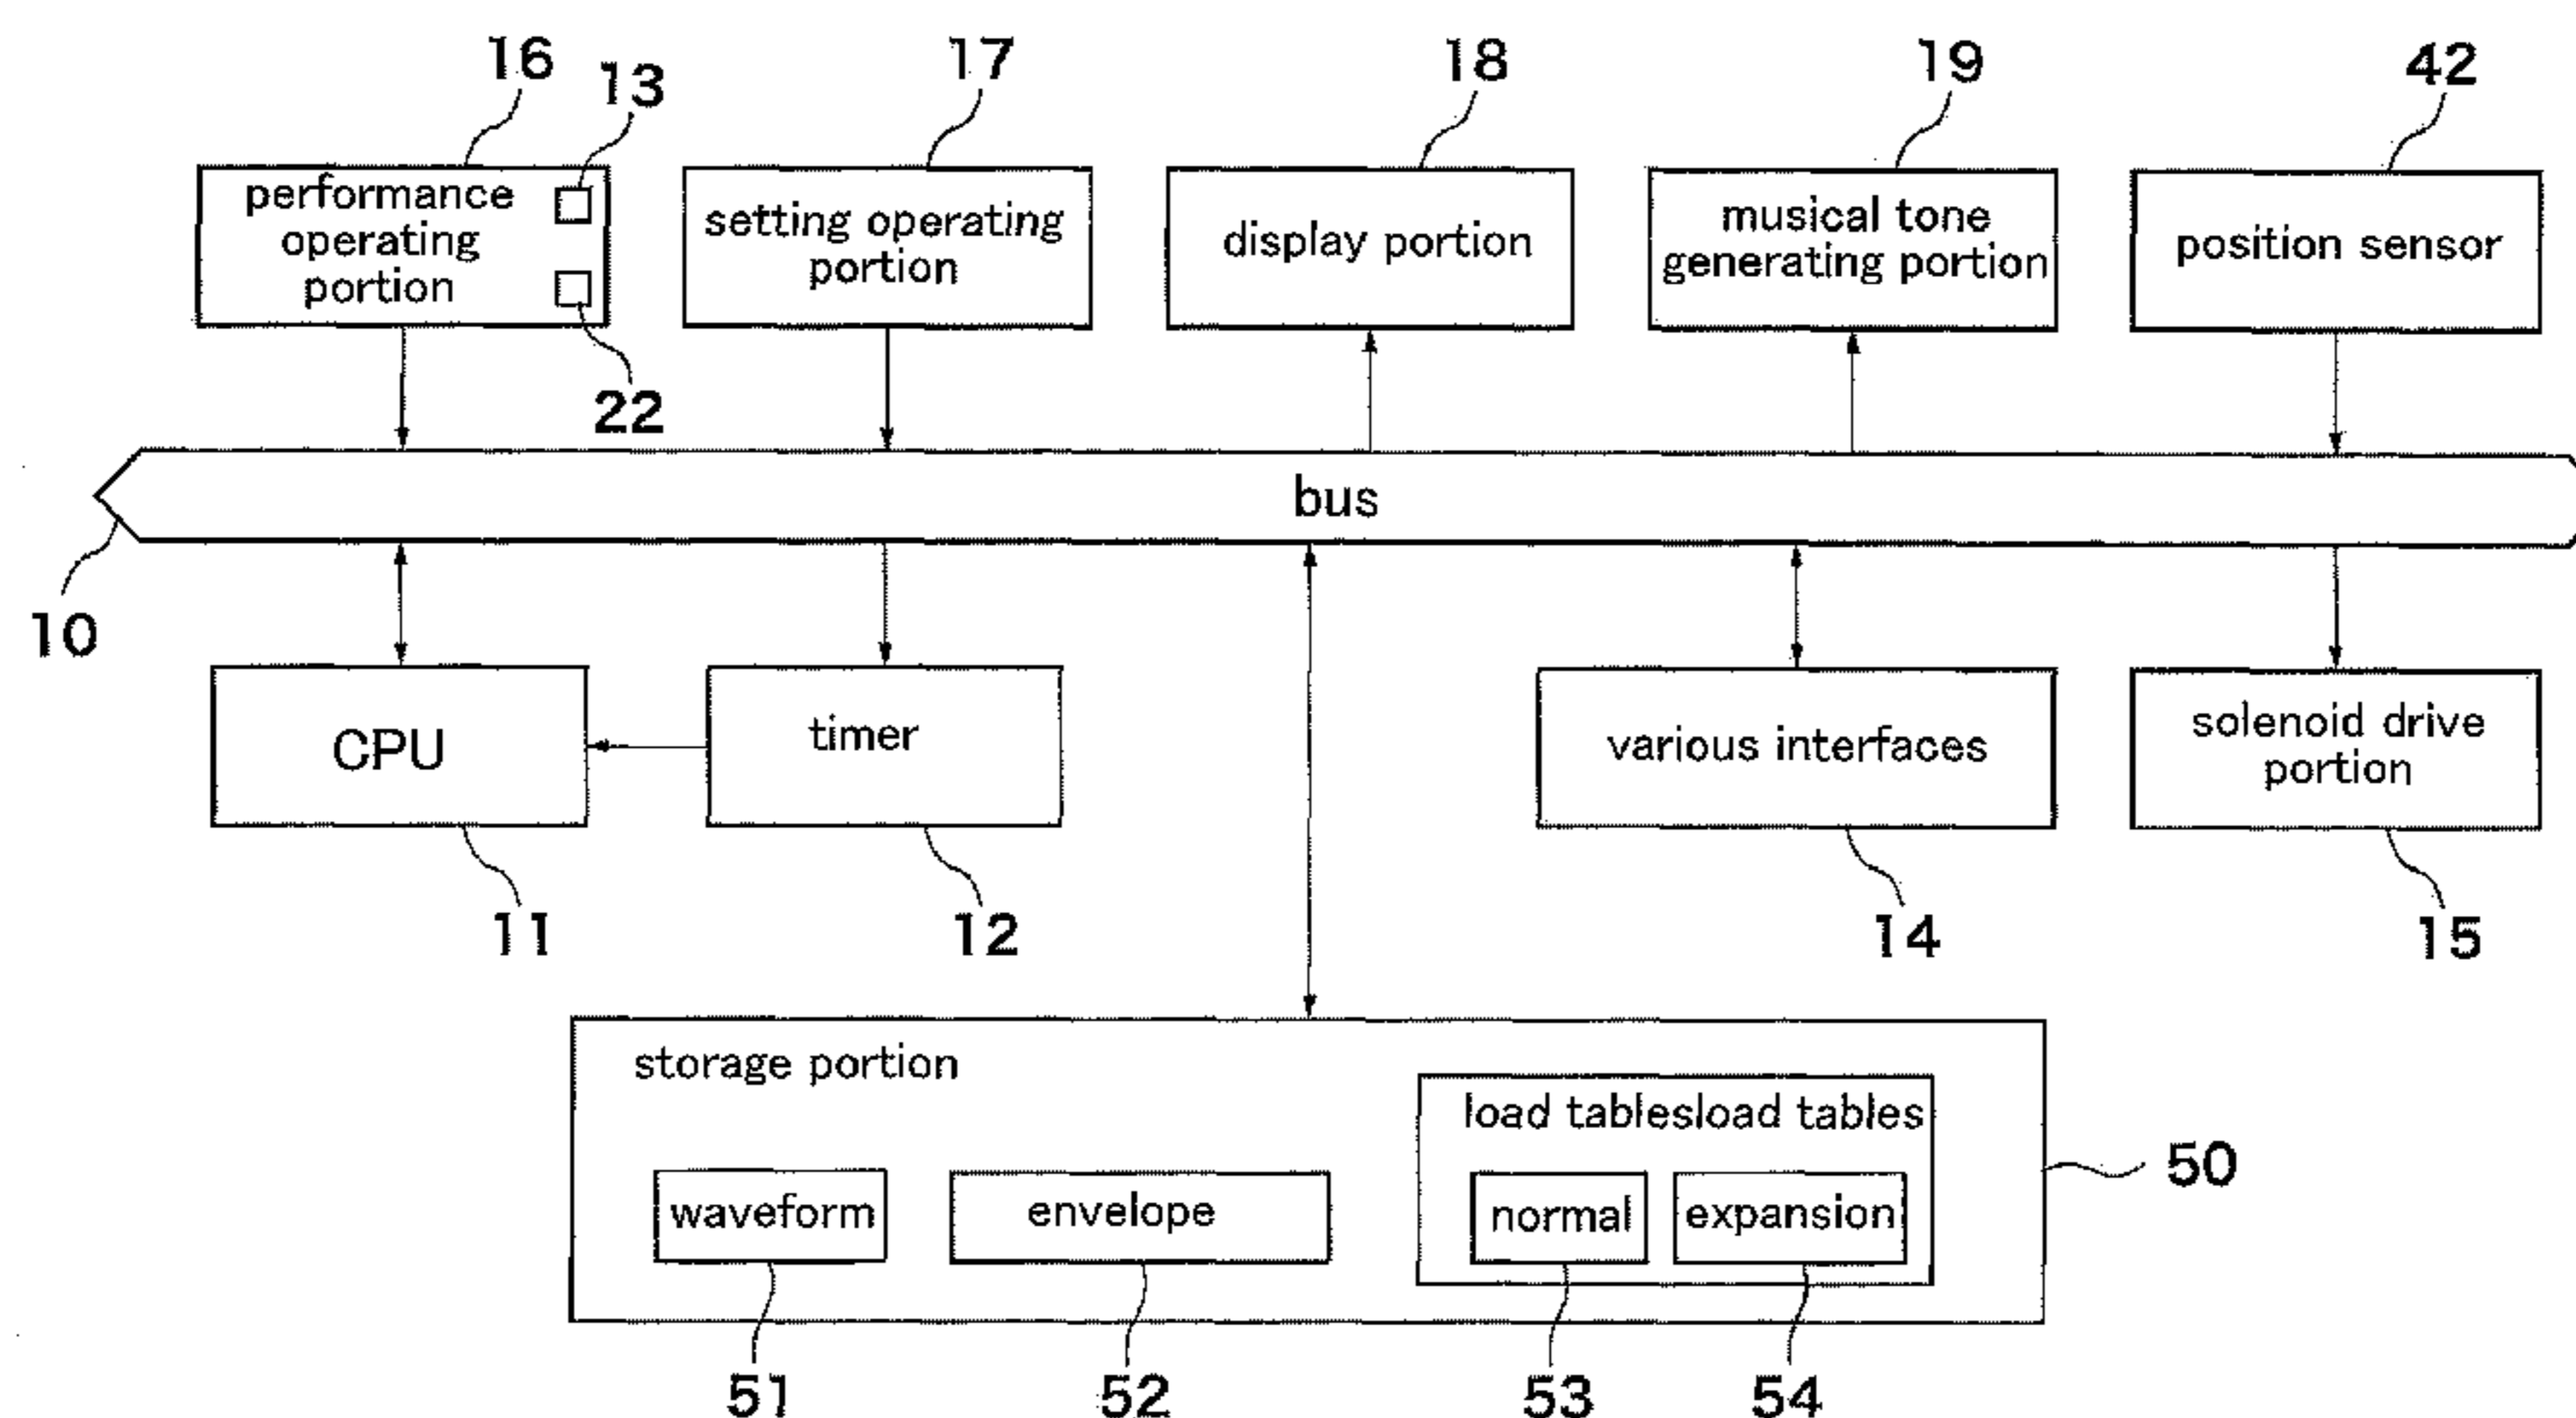 16
13
17
18
19
42
performance
operating
portion
setting operating
portion
display portion
musical tone
generating portion
position sensor
22
bus
10
CPU
timer
various interfaces
solenoid drive
portion
11
12
14
15
storage portion
load tablesload tables
waveform
envelope
normal
expansion
50
51
52
53
54